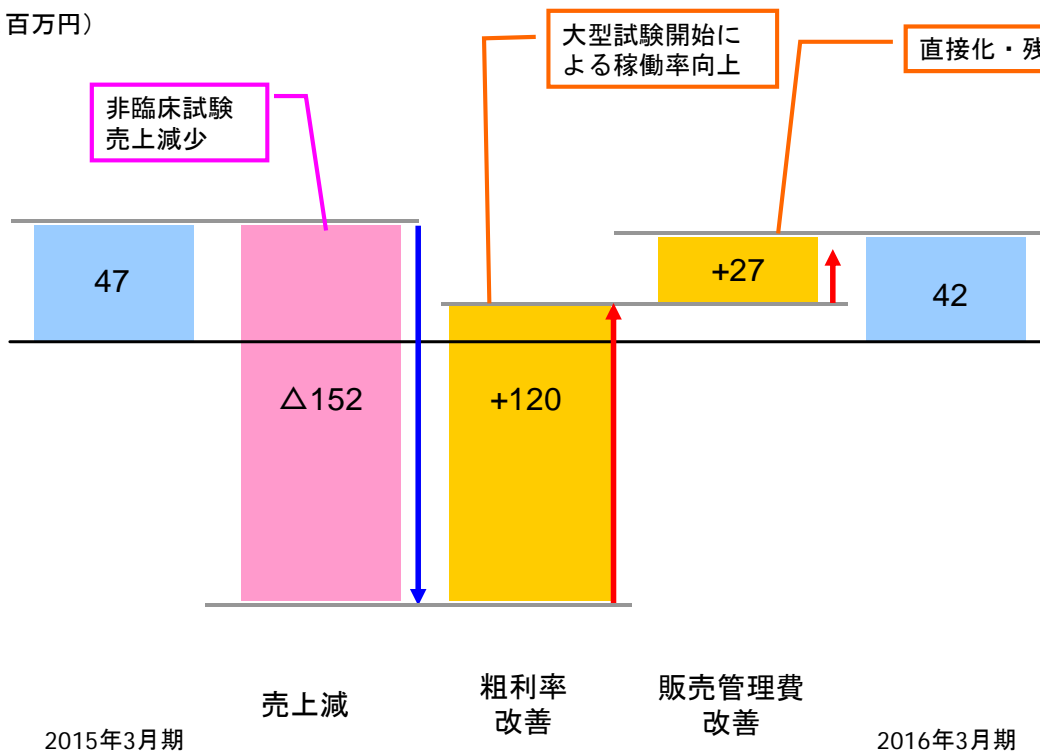 百万円）
大型試験開始に
よる稼働率向上
直接化・残
非臨床試験
売上減少
47
△152
+120
+27
42
売上減
粗利率
改善
販売管理費
改善
2015年3月期
2016年3月期